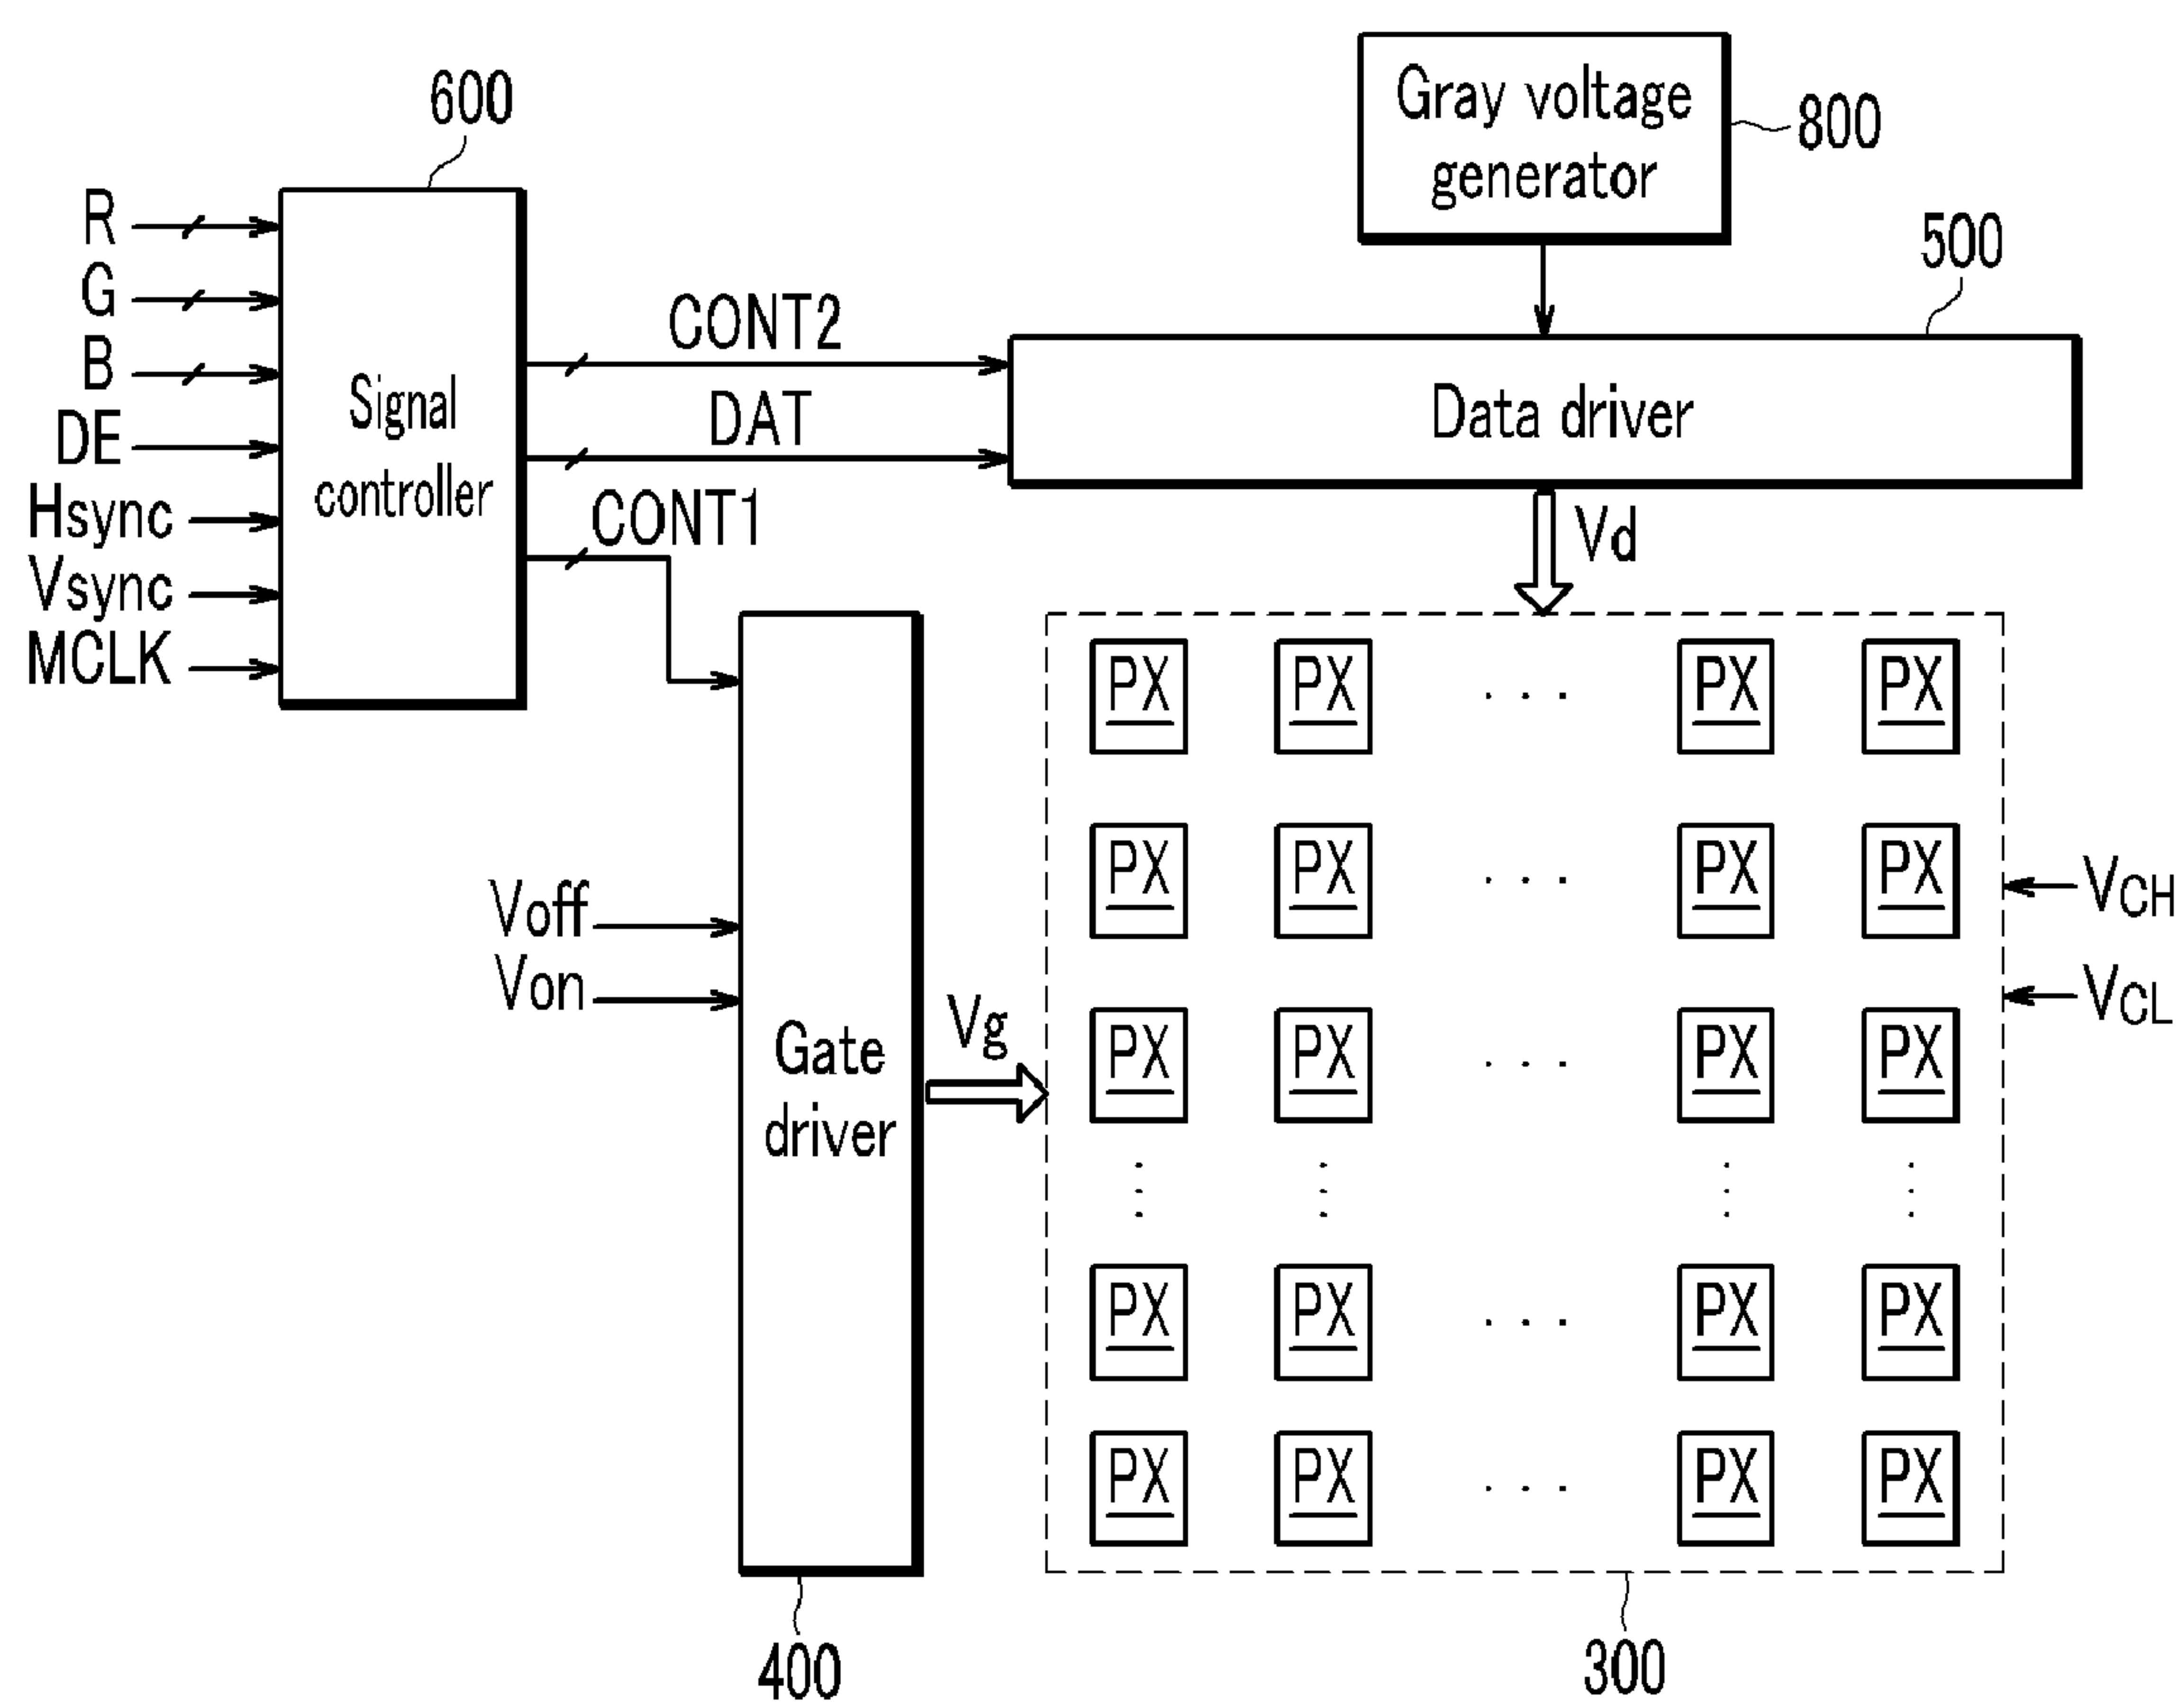 600
Gray voltage
generator
800
500
R
G
B
DE
Hsync
Vsync
MCLK
Signal
controller
CONT2
DAT
CONT1
Data driver
Vd
Voff
Von
Gate
driver
Vg
PX PX . . . PX PX
PX PX . . . PX PX
PX PX . . . PX PX
PX PX . . . PX PX
PX PX . . . PX PX
VCH
VCL
400
300